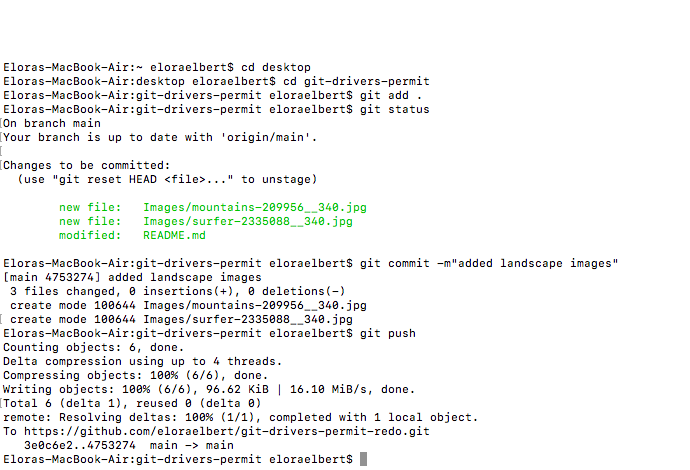 Eloras-MacBook-Air:~ eloraelbert$ cd desktop
Eloras-MacBook-Air:desktop eloraelbert$ cd git-drivers-permit
Eloras-MacBook-Air:git-drivers-permit eloraelbert$ git add .
Eloras-MacBook-Air:git-drivers-permit eloraelbert$ git status
On branch main
Your branch is up to date with 'origin/main'.
Changes to be committed:
  (use "git reset HEAD <file>..." to unstage)
        new file:   Images/mountains-209956__340.jpg
        new file:   Images/surfer-2335088__340.jpg
        modified:   README.md
Eloras-MacBook-Air:git-drivers-permit eloraelbert$ git commit -m"added landscape images"
[main 4753274] added landscape images
 3 files changed, 0 insertions(+), 0 deletions(-)
 create mode 100644 Images/mountains-209956__340.jpg
 create mode 100644 Images/surfer-2335088__340.jpg
Eloras-MacBook-Air:git-drivers-permit eloraelbert$ git push
Counting objects: 6, done.
Delta compression using up to 4 threads.
Compressing objects: 100% (6/6), done.
Writing objects: 100% (6/6), 96.62 KiB | 16.10 MiB/s, done.
Total 6 (delta 1), reused 0 (delta 0)
remote: Resolving deltas: 100% (1/1), completed with 1 local object.
To https://github.com/eloraelbert/git-drivers-permit-redo.git
   3e0c6e2..4753274  main -> main
Eloras-MacBook-Air:git-drivers-permit eloraelbert$